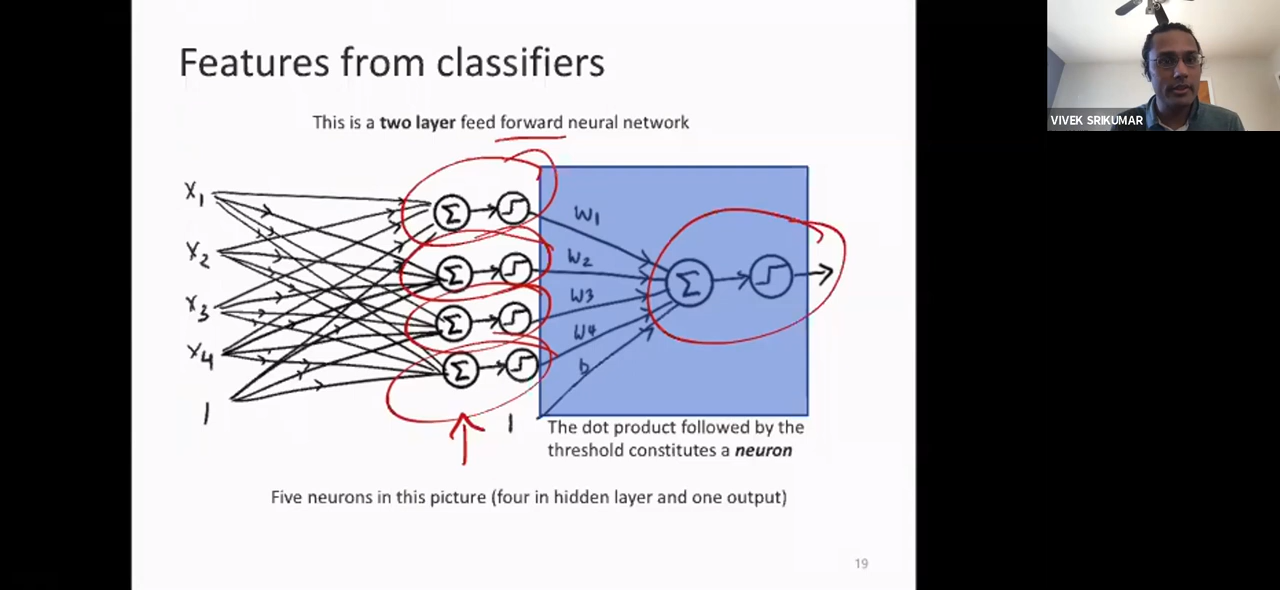 Features from classifiers
This is a two layer feed forward neural network
VIVEK SRIKUMAR
X1
X2
X3
X4
1
Σ
Σ
Σ
Σ
1
W1
W2
W3
W4
b
Σ
The dot product followed by the
threshold constitutes a neuron
Five neurons in this picture (four in hidden layer and one output)
19